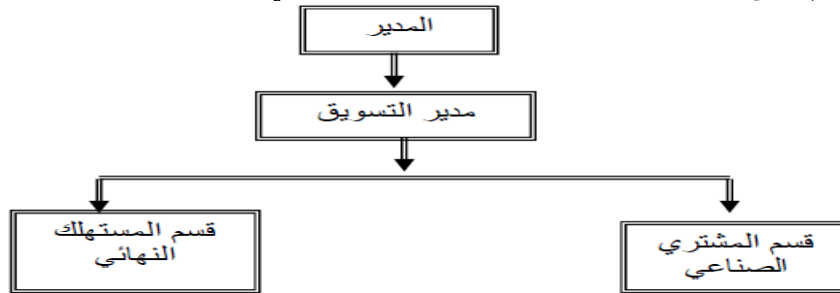 المدير
مدير التسويق
قسم المشتري
الصناعي
قسم المستهلك
النهائي